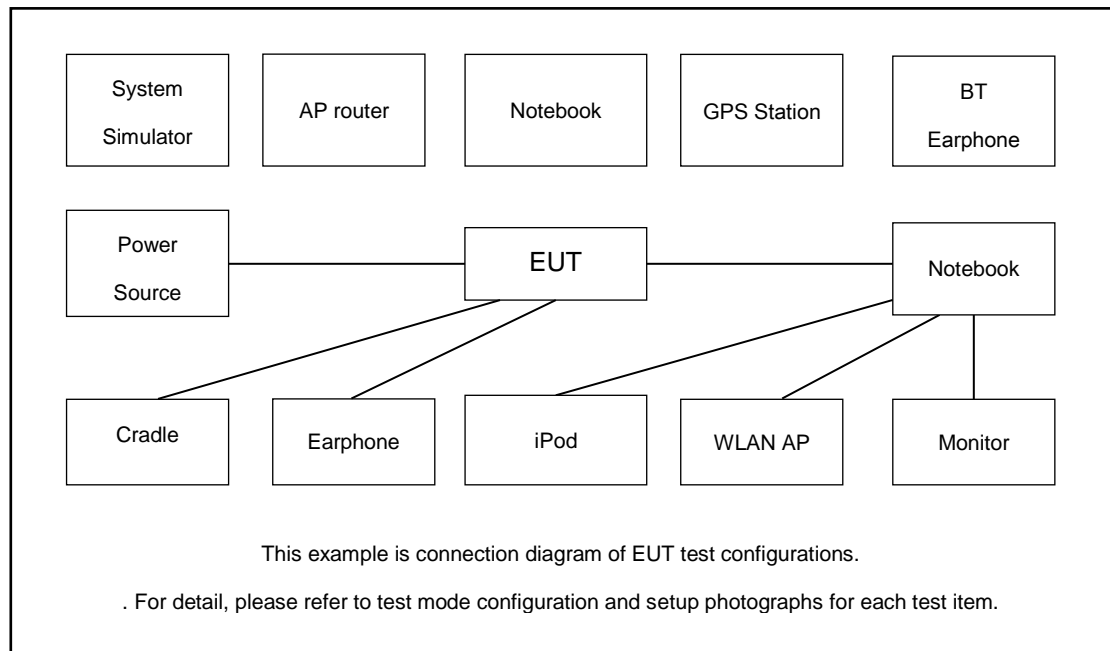 System
Simulator
AP router
Notebook
GPS Station
BT
Earphone
Power
Source
EUT
Notebook
Cradle
Earphone
iPod
WLAN AP
Monitor
This example is connection diagram of EUT test configurations.
. For detail, please refer to test mode configuration and setup photographs for each test item.